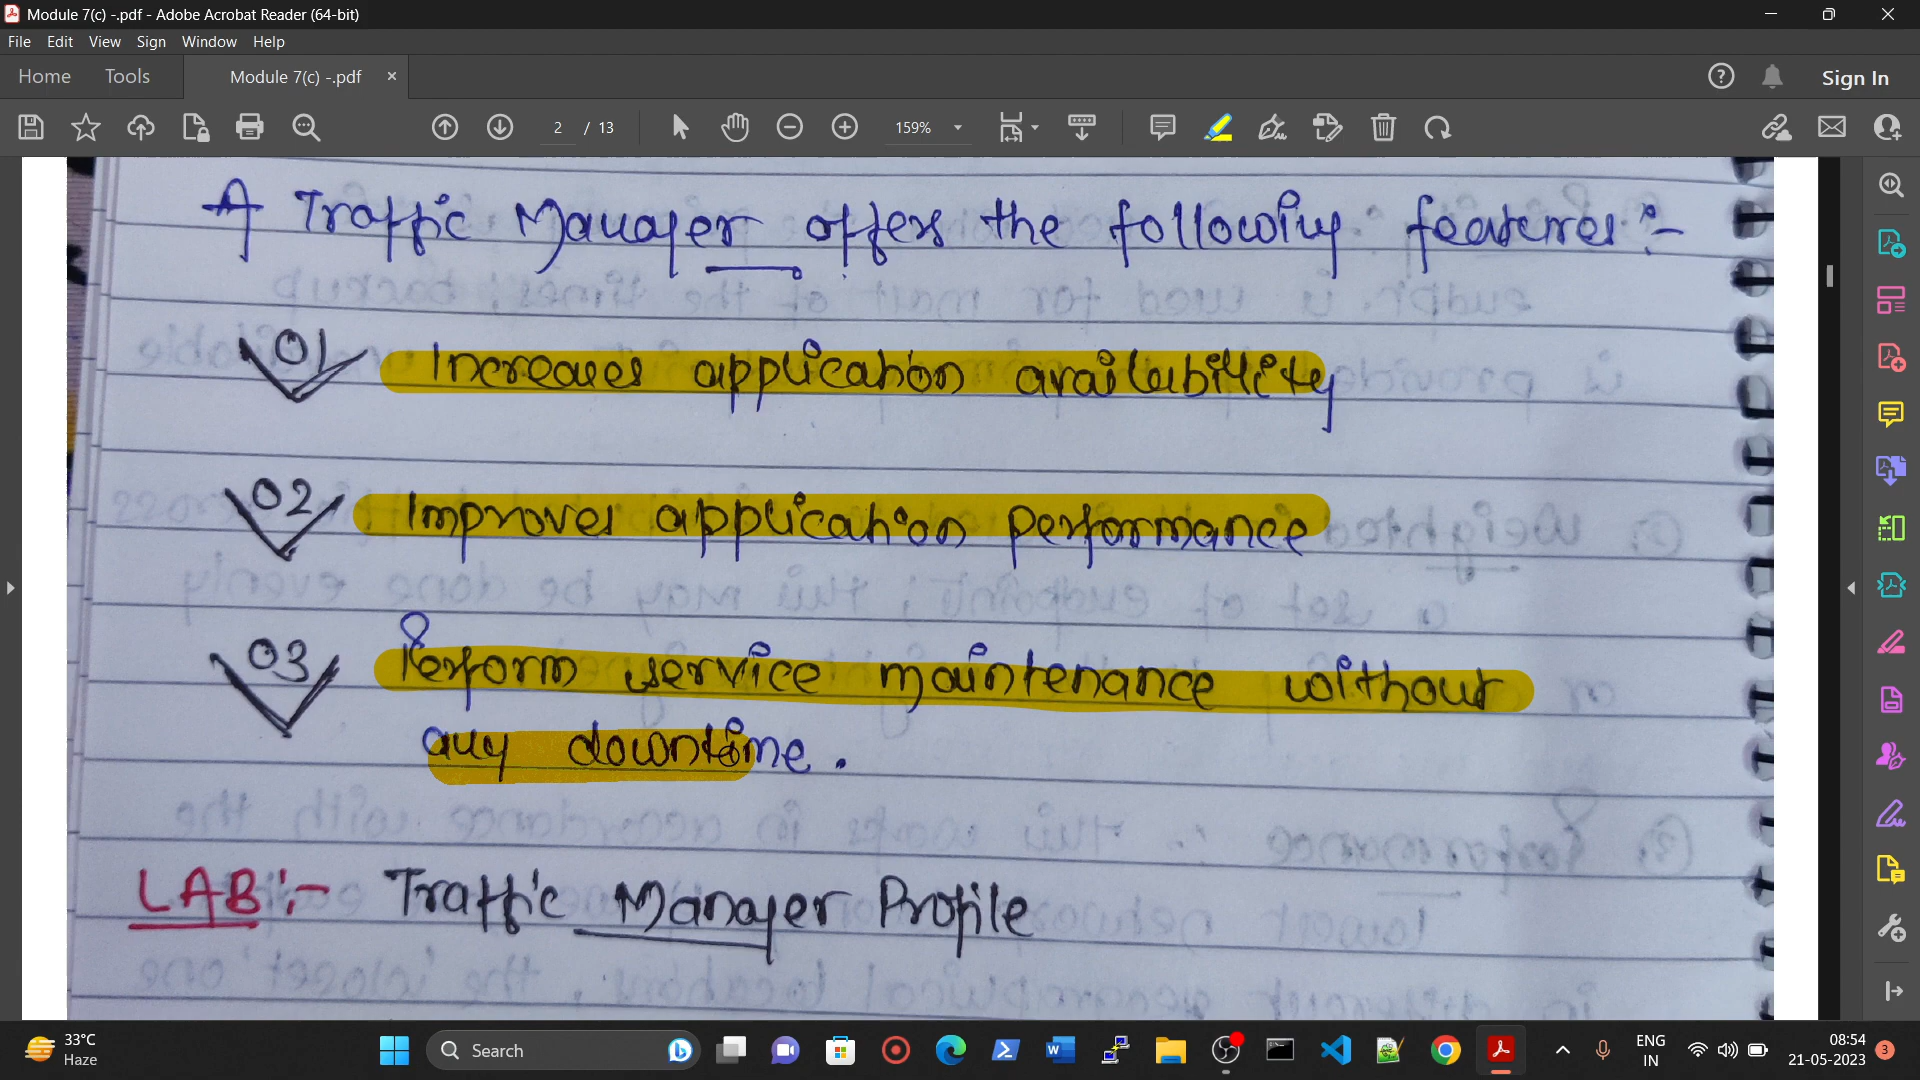 Module 7(c) -.pdf - Adobe Acrobat Reader (64-bit)
File Edit View Sign Window Help
Home Tools Module 7(c) -.pdf × Sign In
2 / 13 159%
A Traffic Manager offers the following features :-
01 Increases application availability
02 Improves application performance
03 Perform service maintenance without
any downtime.
LAB :- Traffic Manager Profile
33°C
Haze
Search
ENG
IN
08:54
21-05-2023
3